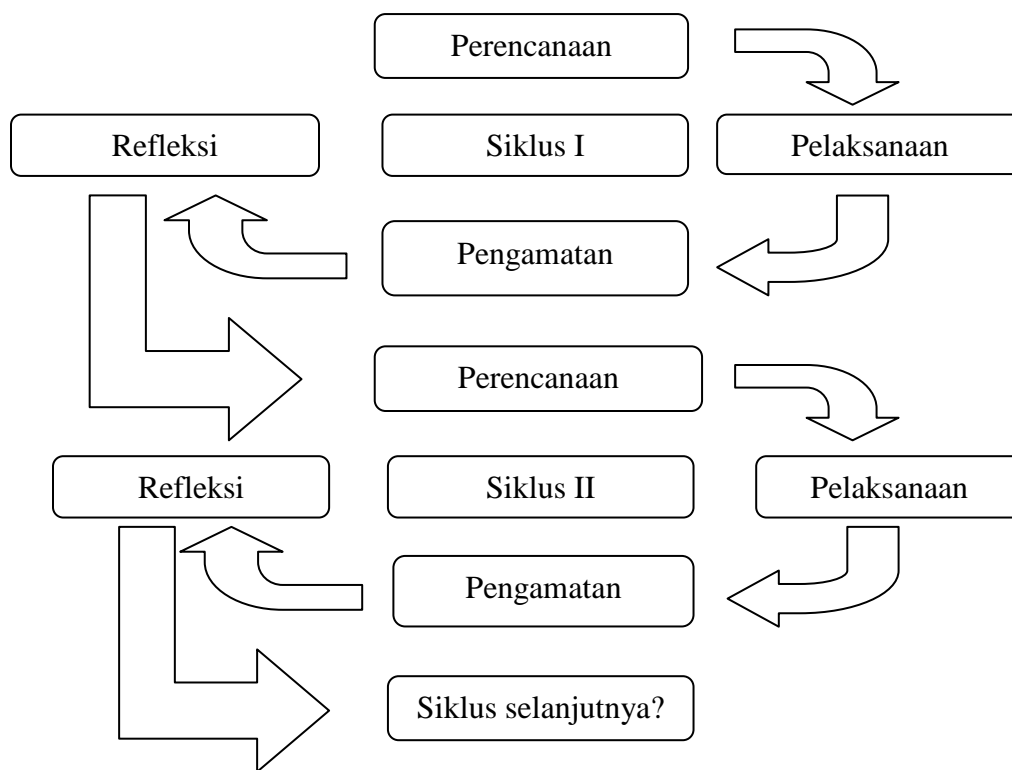 Perencanaan
Refleksi
Siklus I
Pelaksanaan
Pengamatan
Perencanaan
Refleksi
Siklus II
Pelaksanaan
Pengamatan
Siklus selanjutnya?